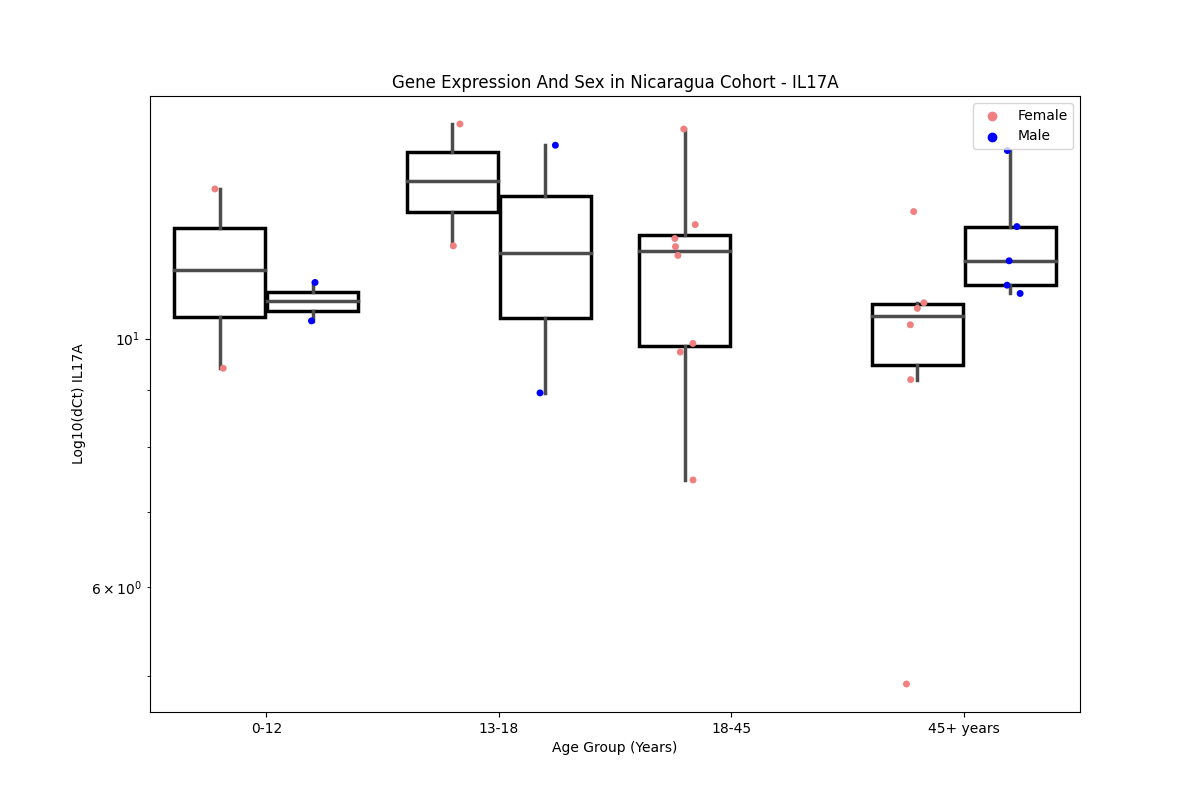 Gene Expression And Sex in Nicaragua Cohort - IL17A
Female
Male
Log10(dCt) IL17A
10¹
6 × 10⁰
0-12
13-18
18-45
45+ years
Age Group (Years)